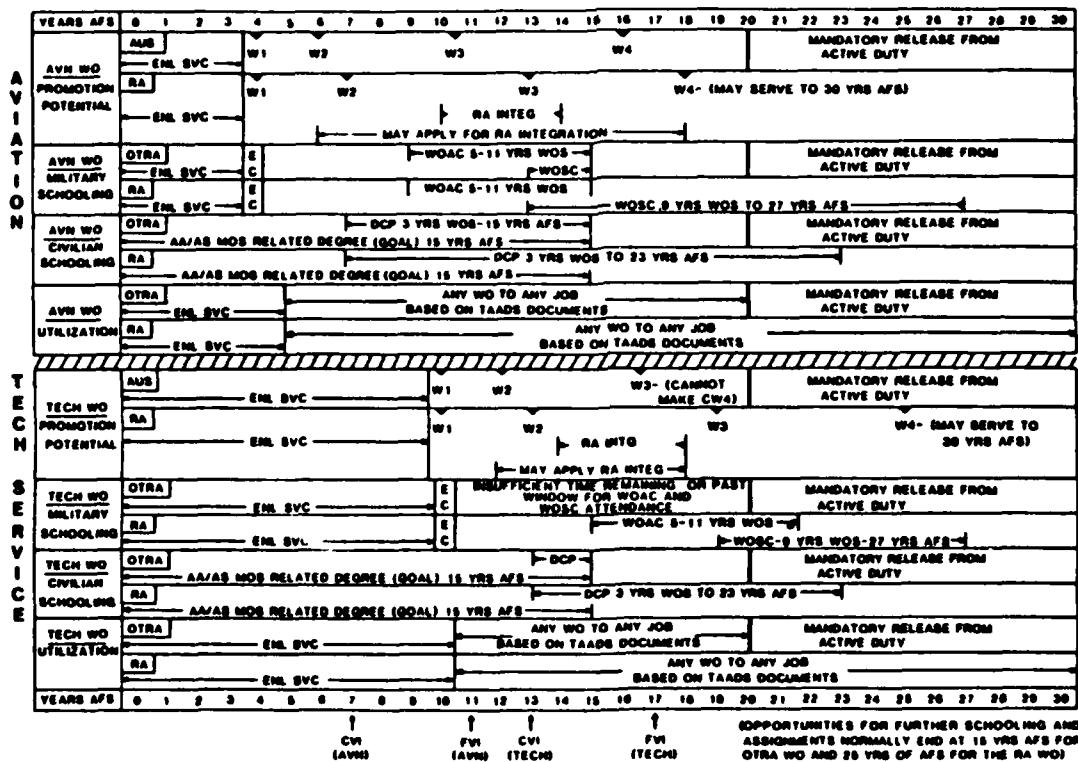 YEARS AFS 0 1 2 3 4 5 6 7 8 9 10 11 12 13 14 15 16 17 18 19 20 21 22 23 24 25 26 27 28 29 30
AVIATION
AVN WO PROMOTION POTENTIAL
AUS
W1 W2 W3 W4
MANDATORY RELEASE FROM
ACTIVE DUTY
ENL SVC
RA
W1 W2 W3 W4- (MAY SERVE TO 30 YRS AFS)
RA INTEG
ENL SVC
MAY APPLY FOR RA INTEGRATION
AVN WO MILITARY SCHOOLING
OTRA
E C
WOAC 5-11 YRS WOS
MANDATORY RELEASE FROM
ACTIVE DUTY
ENL SVC
WOSC
RA
E C
WOAC 5-11 YRS WOS
ENL SVC
WOSC 9 YRS WOS TO 27 YRS AFS
AVN WO CIVILIAN SCHOOLING
OTRA
DCP 3 YRS WOS-15 YRS AFS
MANDATORY RELEASE FROM
ACTIVE DUTY
AA/AS MOS RELATED DEGREE (GOAL) 15 YRS AFS
RA
DCP 3 YRS WOS TO 23 YRS AFS
AA/AS MOS RELATED DEGREE (GOAL) 15 YRS AFS
AVN WO UTILIZATION
OTRA
ANY WO TO ANY JOB
BASED ON TAADS DOCUMENTS
MANDATORY RELEASE FROM
ACTIVE DUTY
ENL SVC
RA
ANY WO TO ANY JOB
BASED ON TAADS DOCUMENTS
ENL SVC
TECH SERVICE
TECH WO PROMOTION POTENTIAL
AUS
W1 W2 W3- (CANNOT
MAKE CW4)
MANDATORY RELEASE FROM
ACTIVE DUTY
ENL SVC
RA
W1 W2 W3 W4- (MAY SERVE TO
30 YRS AFS)
RA INTG
ENL SVC
MAY APPLY RA INTEG
TECH WO MILITARY SCHOOLING
OTRA
E C
INSUFFICIENT TIME REMAINING OR PAST
WINDOW FOR WOAC AND
WOSC ATTENDANCE
MANDATORY RELEASE FROM
ACTIVE DUTY
ENL SVC
RA
E C
WOAC 5-11 YRS WOS
ENL SVC
WOSC-9 YRS WOS-27 YRS AFS
TECH WO CIVILIAN SCHOOLING
OTRA
DCP
MANDATORY RELEASE FROM
ACTIVE DUTY
AA/AS MOS RELATED DEGREE (GOAL) 15 YRS AFS
RA
DCP 3 YRS WOS TO 23 YRS AFS
AA/AS MOS RELATED DEGREE (GOAL) 15 YRS AFS
TECH WO UTILIZATION
OTRA
ANY WO TO ANY JOB
BASED ON TAADS DOCUMENTS
MANDATORY RELEASE FROM
ACTIVE DUTY
ENL SVC
RA
ANY WO TO ANY JOB
BASED ON TAADS DOCUMENTS
ENL SVC
YEARS AFS 0 1 2 3 4 5 6 7 8 9 10 11 12 13 14 15 16 17 18 19 20 21 22 23 24 25 26 27 28 29 30
CVI (AVN)
FVI (AVN)
CVI (TECH)
FVI (TECH)
(OPPORTUNITIES FOR FURTHER SCHOOLING AND
ASSIGNMENTS NORMALLY END AT 15 YRS AFS FOR
OTRA WO AND 25 YRS OF AFS FOR THE RA WO)